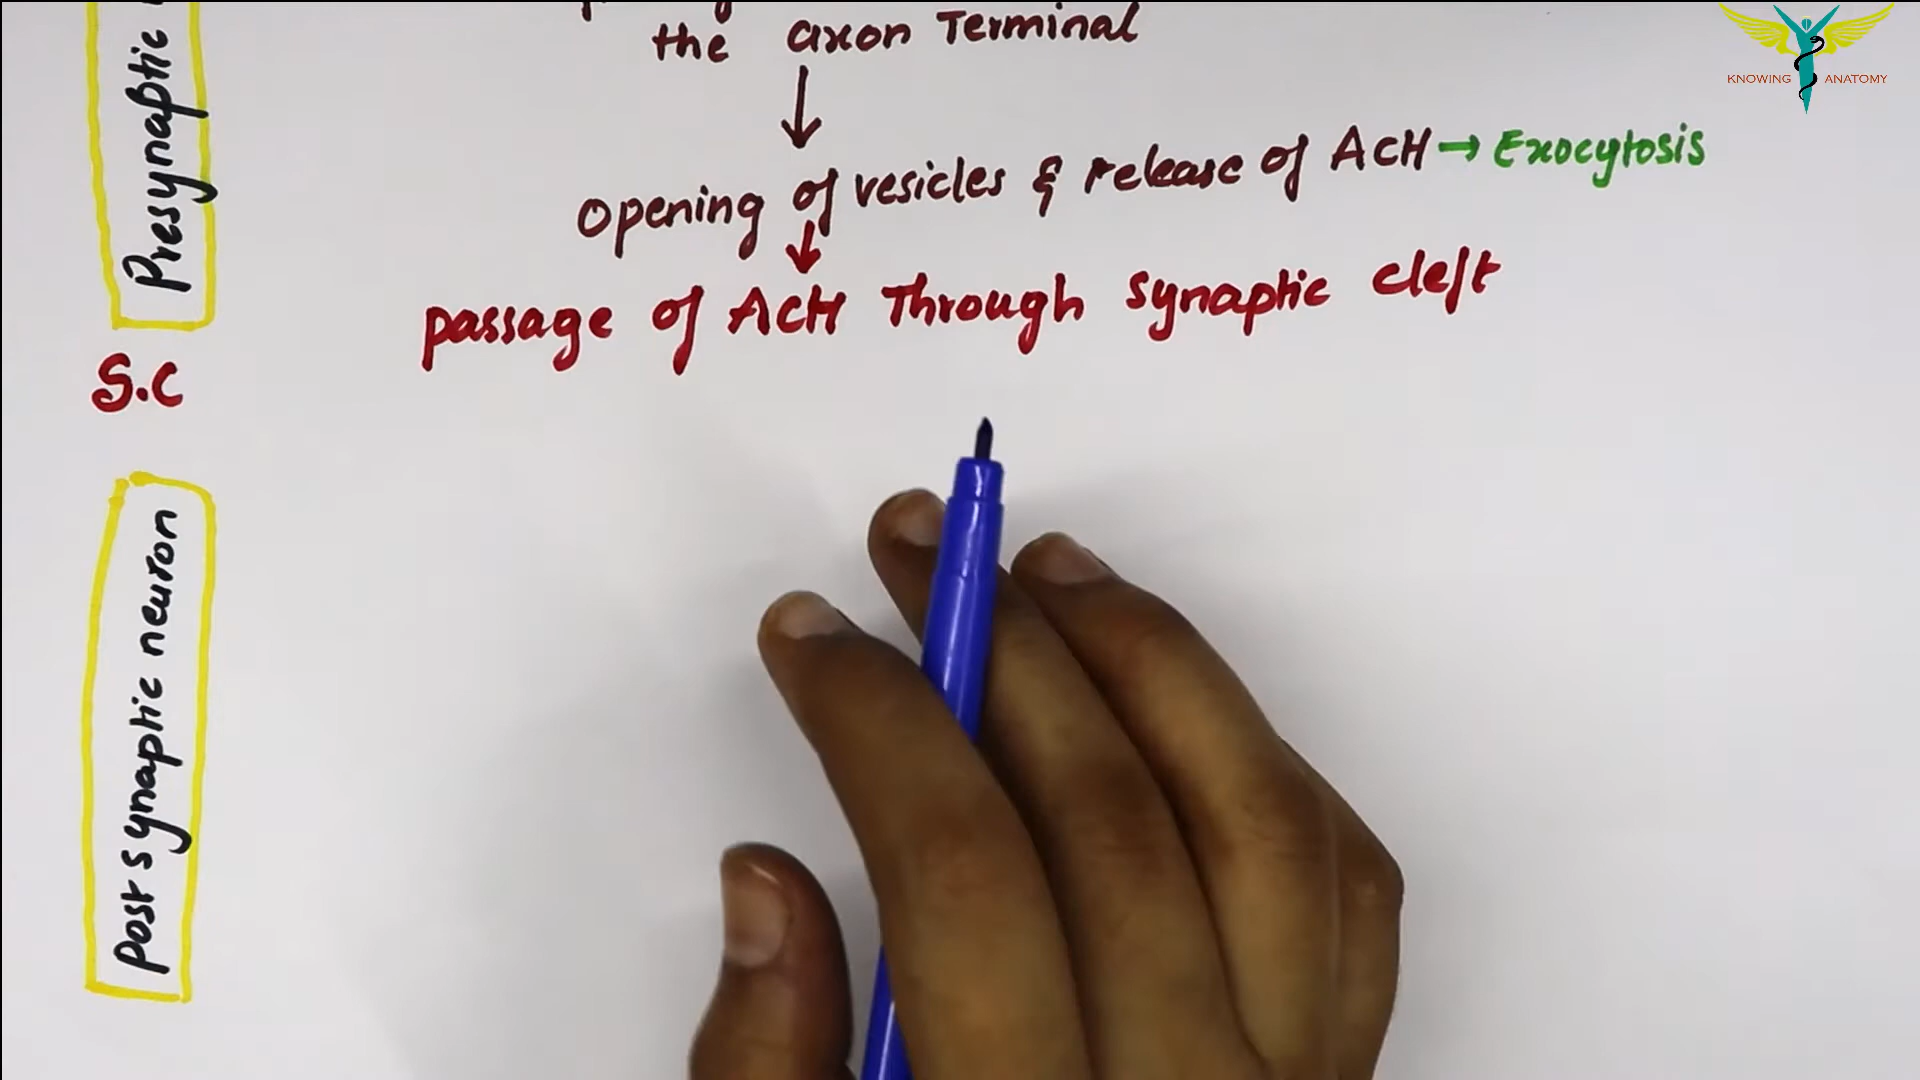 the axon Terminal
↓
Opening of vesicles & release of ACH → Exocytosis
↓
passage of ACH Through synaptic cleft
Presynaptic
S.C
Post synaptic neuron
KNOWING ANATOMY